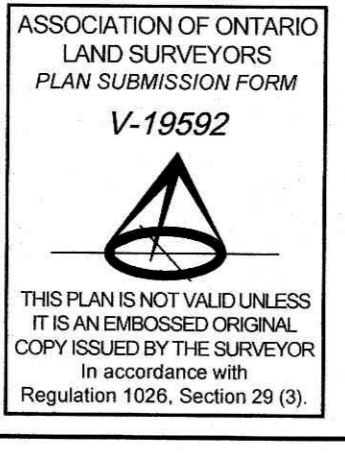 ASSOCIATION OF ONTARIO
LAND SURVEYORS
PLAN SUBMISSION FORM
V-19592
THIS PLAN IS NOT VALID UNLESS
IT IS AN EMBOSSED ORIGINAL
COPY ISSUED BY THE SURVEYOR
In accordance with
Regulation 1026, Section 29 (3).